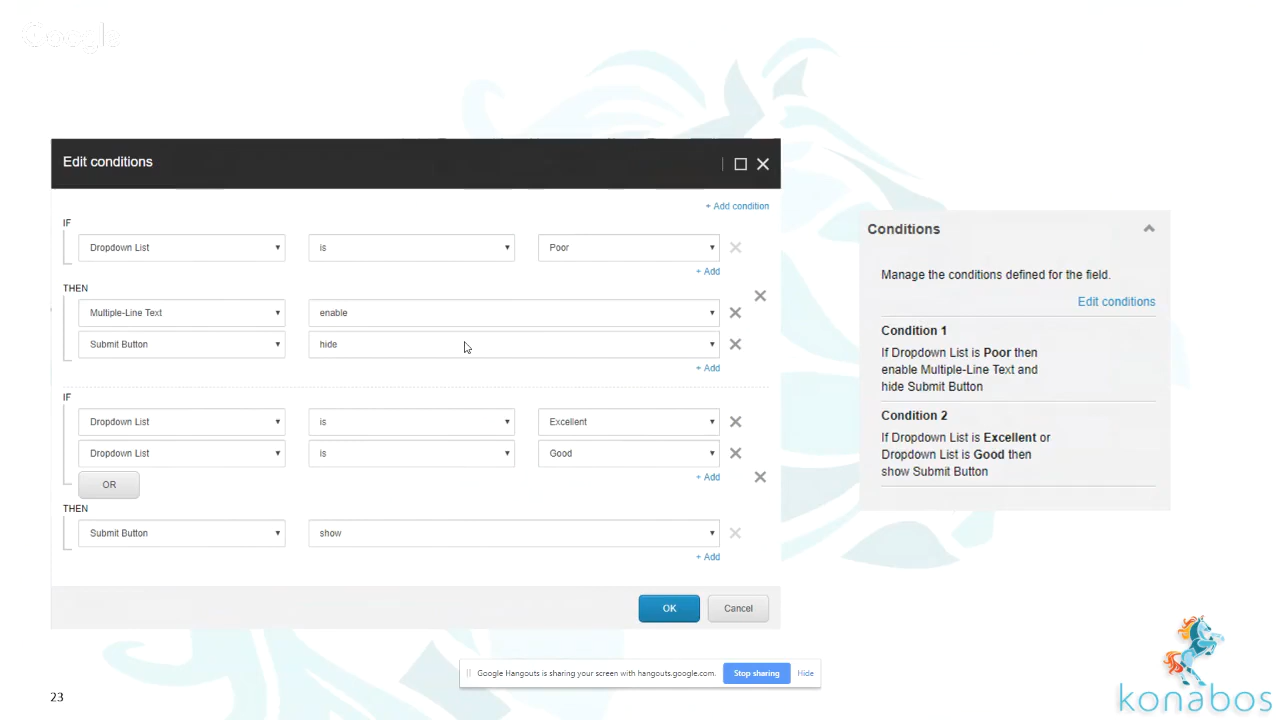 Google
Edit conditions
+ Add condition
IF
Dropdown List is Poor
+ Add
THEN
Multiple-Line Text enable
Submit Button hide
+ Add
IF
Dropdown List is Excellent
Dropdown List is Good
+ Add
OR
THEN
Submit Button show
+ Add
OK Cancel
Conditions
Manage the conditions defined for the field.
Edit conditions
Condition 1
If Dropdown List is Poor then
enable Multiple-Line Text and
hide Submit Button
Condition 2
If Dropdown List is Excellent or
Dropdown List is Good then
show Submit Button
Google Hangouts is sharing your screen with hangouts.google.com. Stop sharing Hide
23
konabos